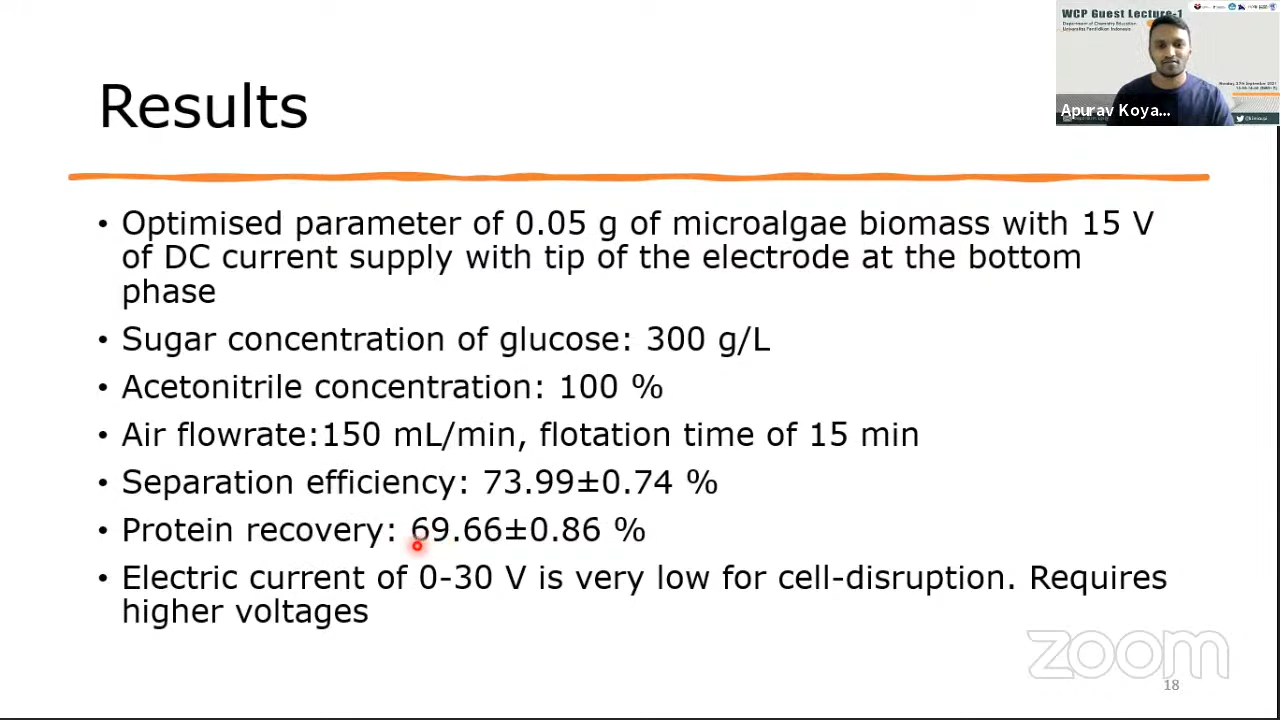 WCP Guest Lecture-1
Department of Chemistry Education
Universitas Pendidikan Indonesia
Apurav Koya...
Results
• Optimised parameter of 0.05 g of microalgae biomass with 15 V
of DC current supply with tip of the electrode at the bottom
phase
• Sugar concentration of glucose: 300 g/L
• Acetonitrile concentration: 100 %
• Air flowrate:150 mL/min, flotation time of 15 min
• Separation efficiency: 73.99±0.74 %
• Protein recovery: 69.66±0.86 %
• Electric current of 0-30 V is very low for cell-disruption. Requires
higher voltages
zoom
18